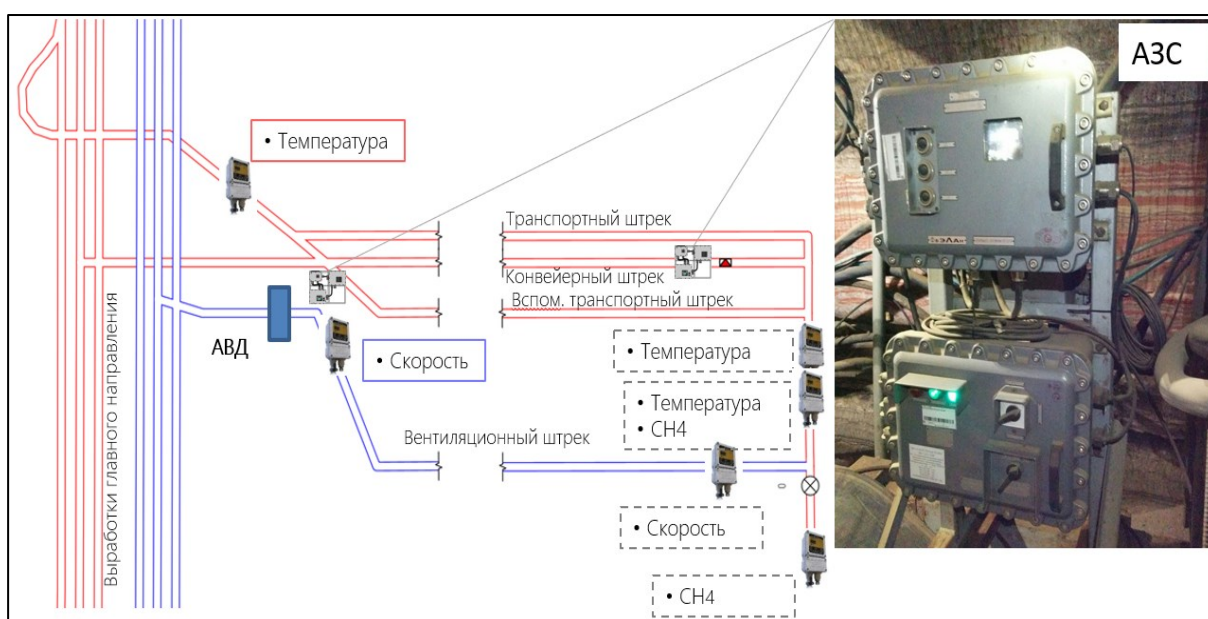 АЗС
• Температура
Транспортный штрек
Конвейерный штрек
Вспом. транспортный штрек
Выработки главного направления
АВД
• Скорость
• Температура
• Температура
• CH4
Вентиляционный штрек
• Скорость
• CH4